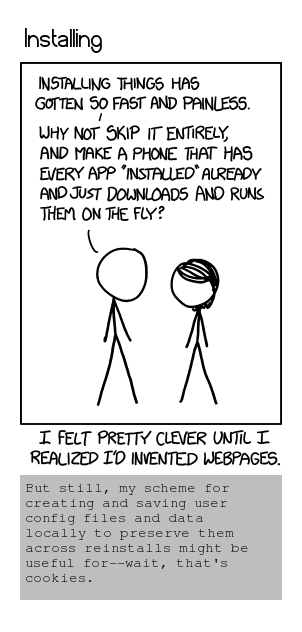 Installing
INSTALLING THINGS HAS
GOTTEN SO FAST AND PAINLESS.
WHY NOT SKIP IT ENTIRELY,
AND MAKE A PHONE THAT HAS
EVERY APP "INSTALLED" ALREADY
AND JUST DOWNLOADS AND RUNS
THEM ON THE FLY?
I FELT PRETTY CLEVER UNTIL I
REALIZED I'D INVENTED WEBPAGES.
But still, my scheme for
creating and saving user
config files and data
locally to preserve them
across reinstalls might be
useful for--wait, that's
cookies.